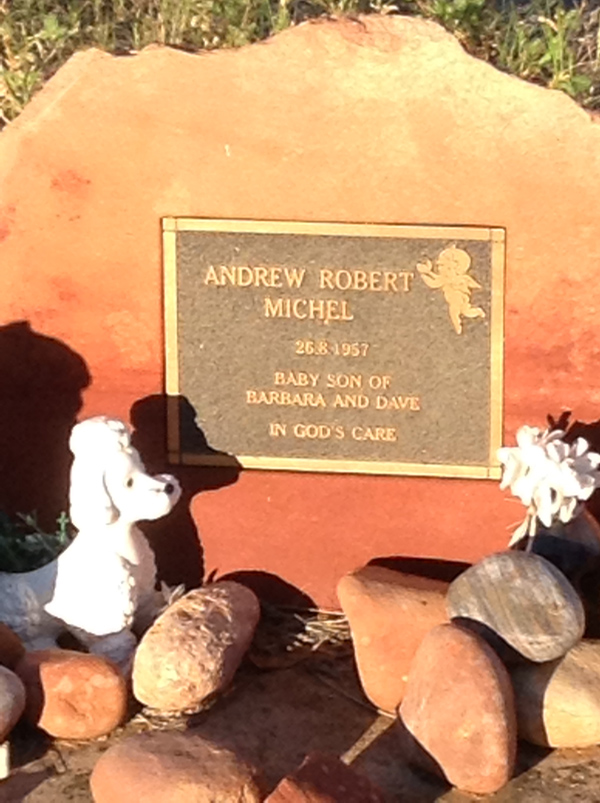 ANDREW ROBERT
MICHEL
26.8.1957
BABY SON OF
BARBARA AND DAVE
IN GOD'S CARE